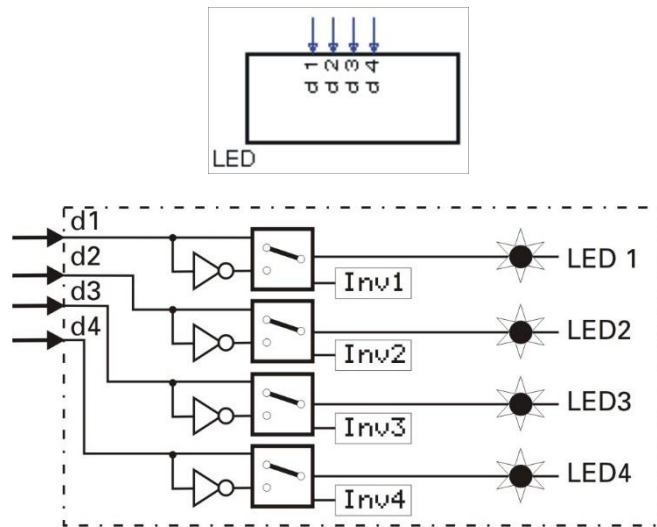 d 1
d 2
d 3
d 4
LED
d1
d2
d3
d4
Inv1
LED 1
Inv2
LED2
Inv3
LED3
Inv4
LED4